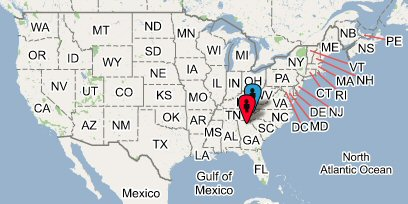 NB
PE
WA
MT
ND
MN
ME
NS
OR
ID
SD
WI
MI
NY
VT
WY
IA
MA NH
NV
UT
NE
IL
IN
OH
PA
CT RI
CA
CO
KS
MO
VA
DE NJ
DC MD
AZ
NM
OK
AR
TN
NC
SC
TX
MS
AL
GA
LA
FL
North
Atlantic Ocean
Gulf of
Mexico
Mexico